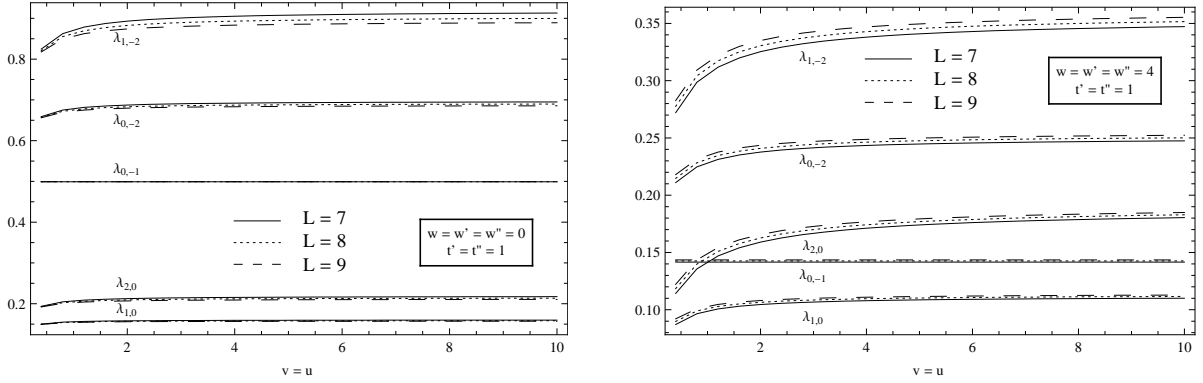 0.8
0.6
0.4
0.2
λ1,-2
λ0,-2
λ0,-1
L = 7
L = 8
L = 9
w = w' = w'' = 0
t' = t'' = 1
λ2,0
λ1,0
2 4 6 8 10
v = u
0.35
0.30
0.25
0.20
0.15
0.10
λ1,-2
L = 7
L = 8
L = 9
w = w' = w'' = 4
t' = t'' = 1
λ0,-2
λ2,0
λ0,-1
λ1,0
2 4 6 8 10
v = u